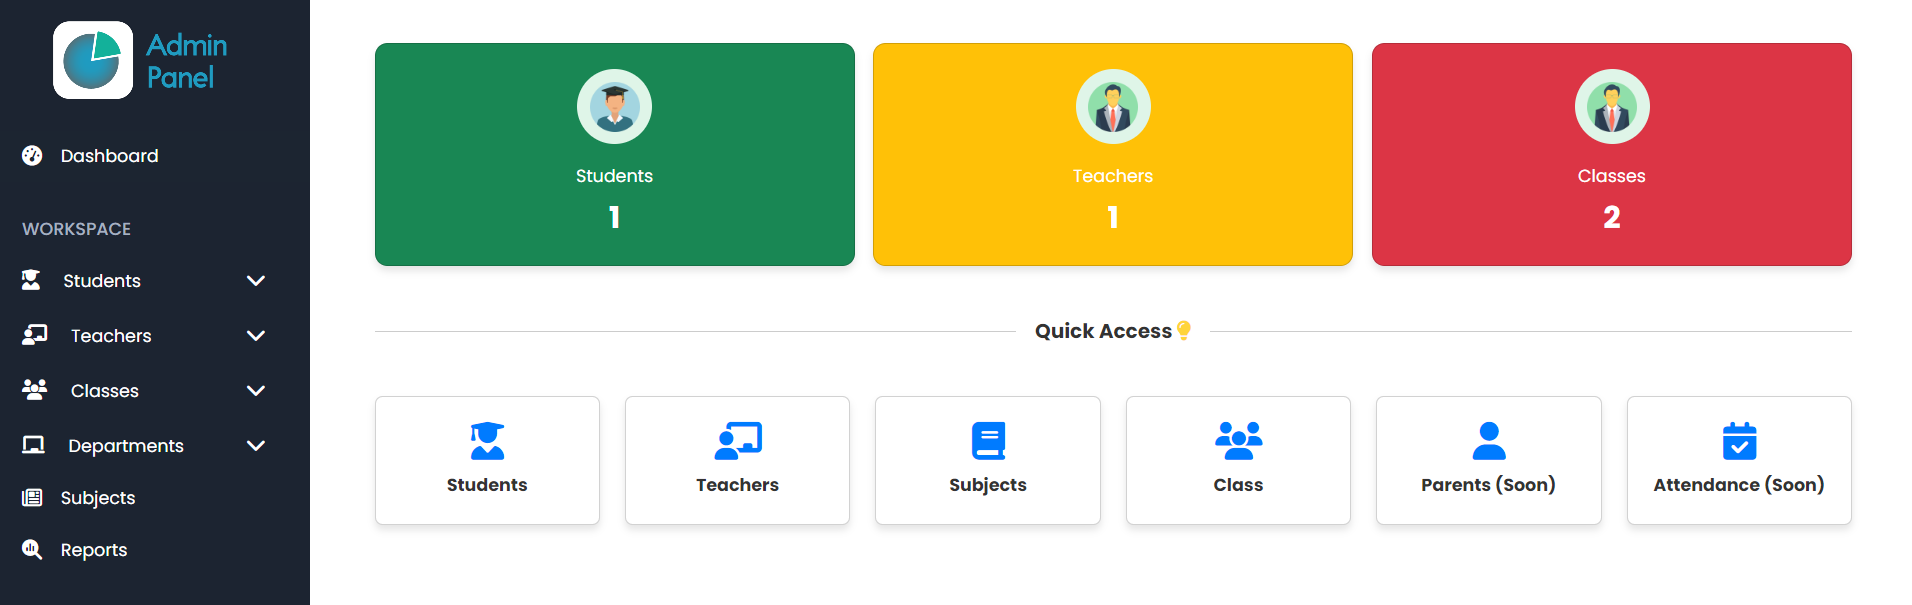 Admin
Panel
Dashboard
WORKSPACE
Students
Teachers
Classes
Departments
Subjects
Reports
Students
1
Teachers
1
Classes
2
Quick Access
Students
Teachers
Subjects
Class
Parents (Soon)
Attendance (Soon)